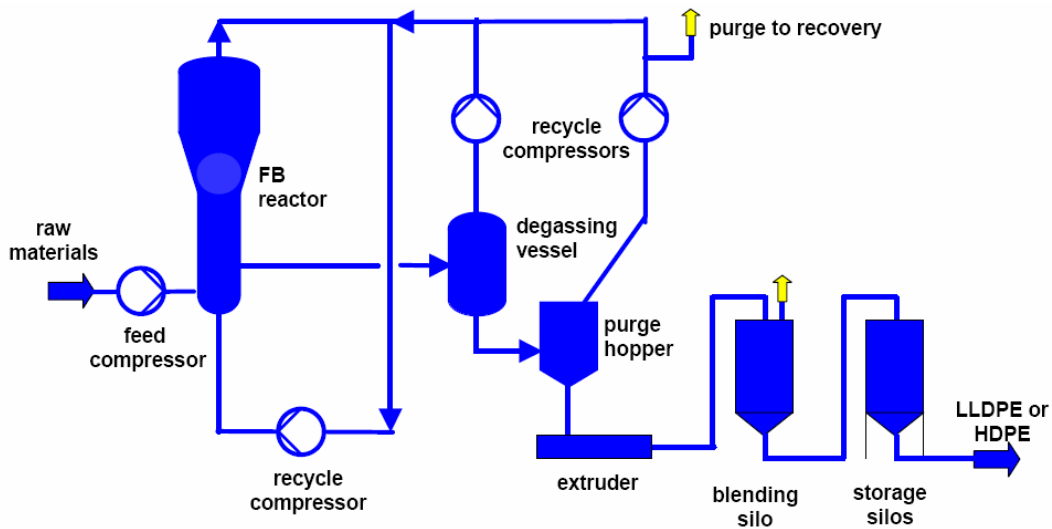 purge to recovery
recycle
compressors
FB
reactor
raw
materials
degassing
vessel
feed
compressor
purge
hopper
LLDPE or
HDPE
recycle
compressor
extruder
blending
silo
storage
silos